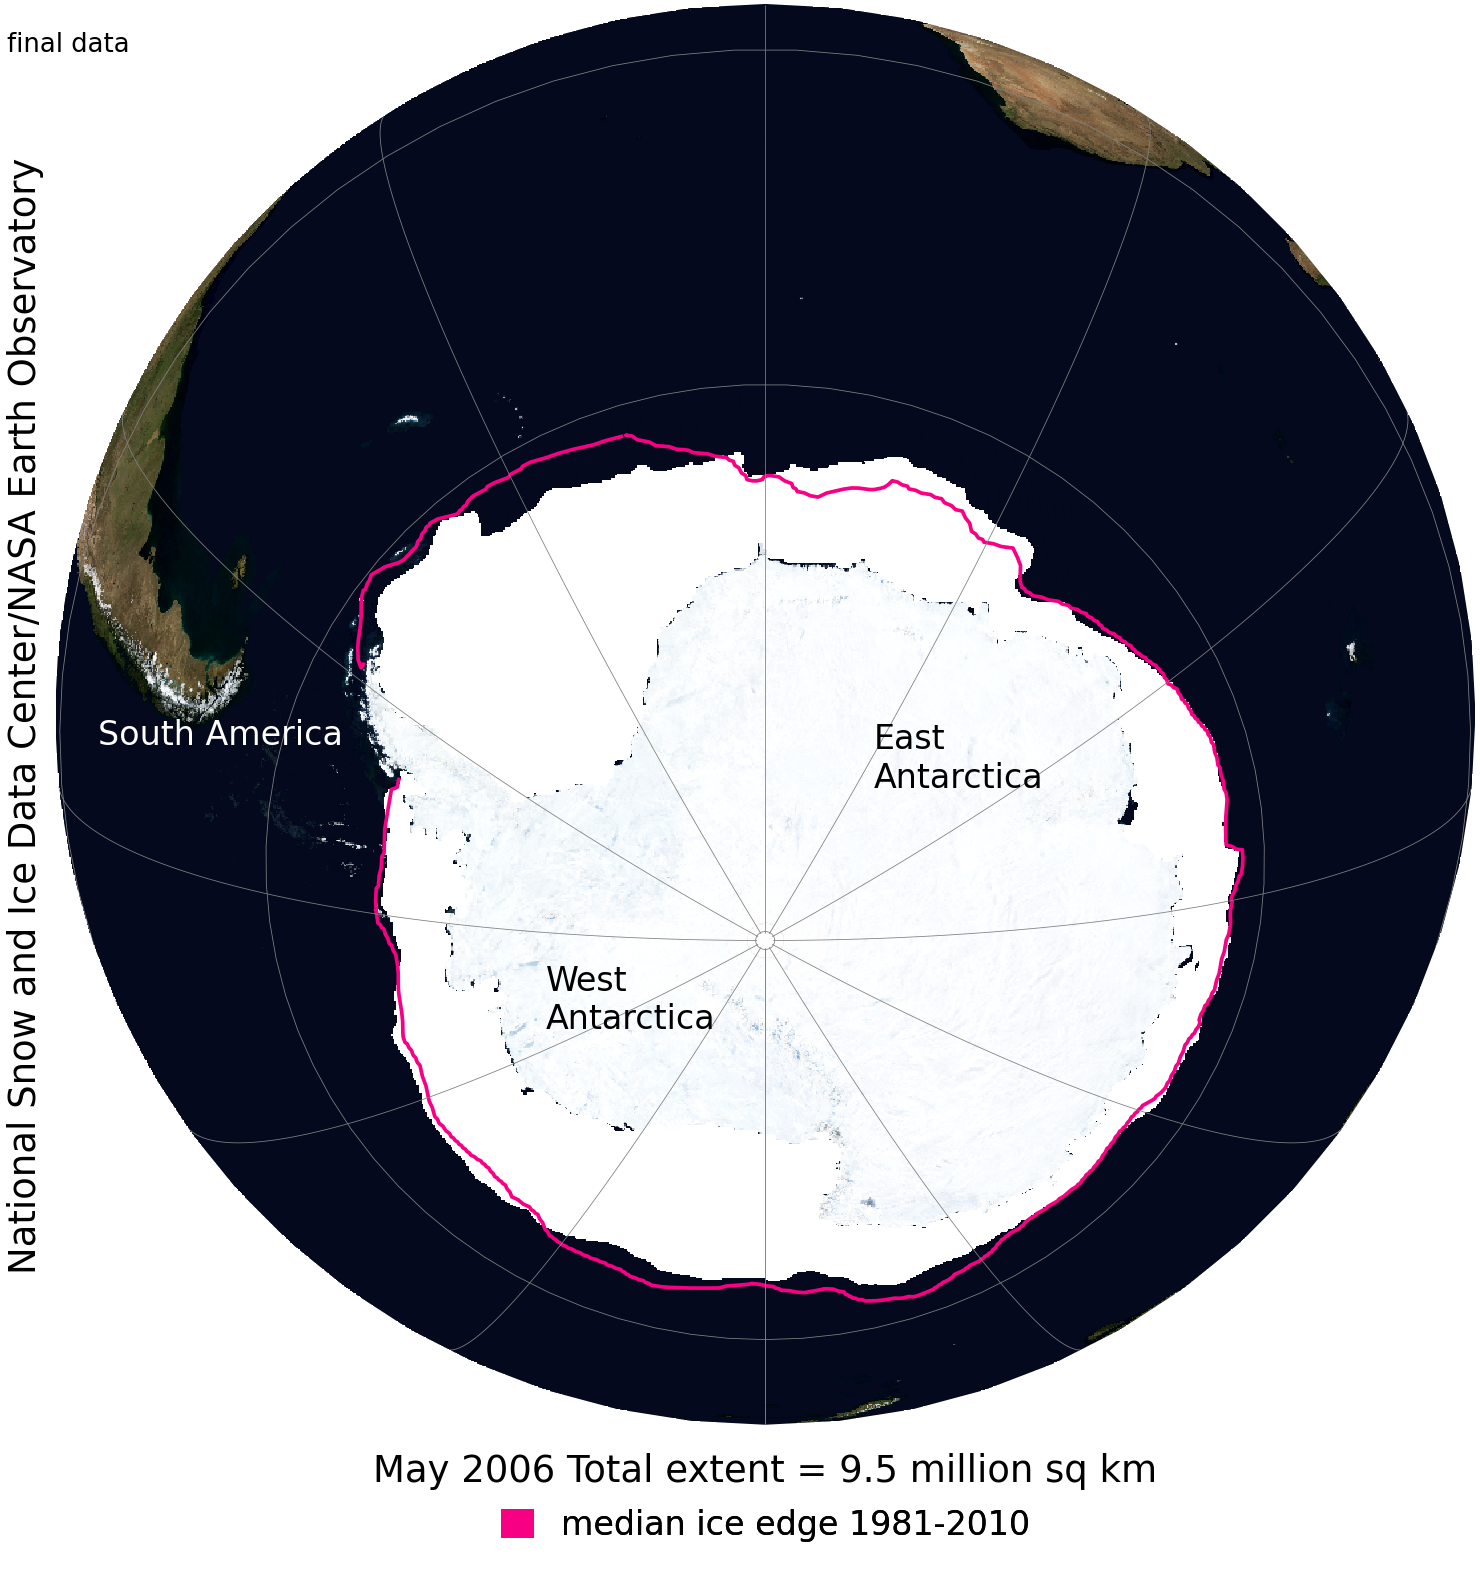 final data
National Snow and Ice Data Center/NASA Earth Observatory
South America
East
Antarctica
West
Antarctica
May 2006 Total extent = 9.5 million sq km
median ice edge 1981-2010